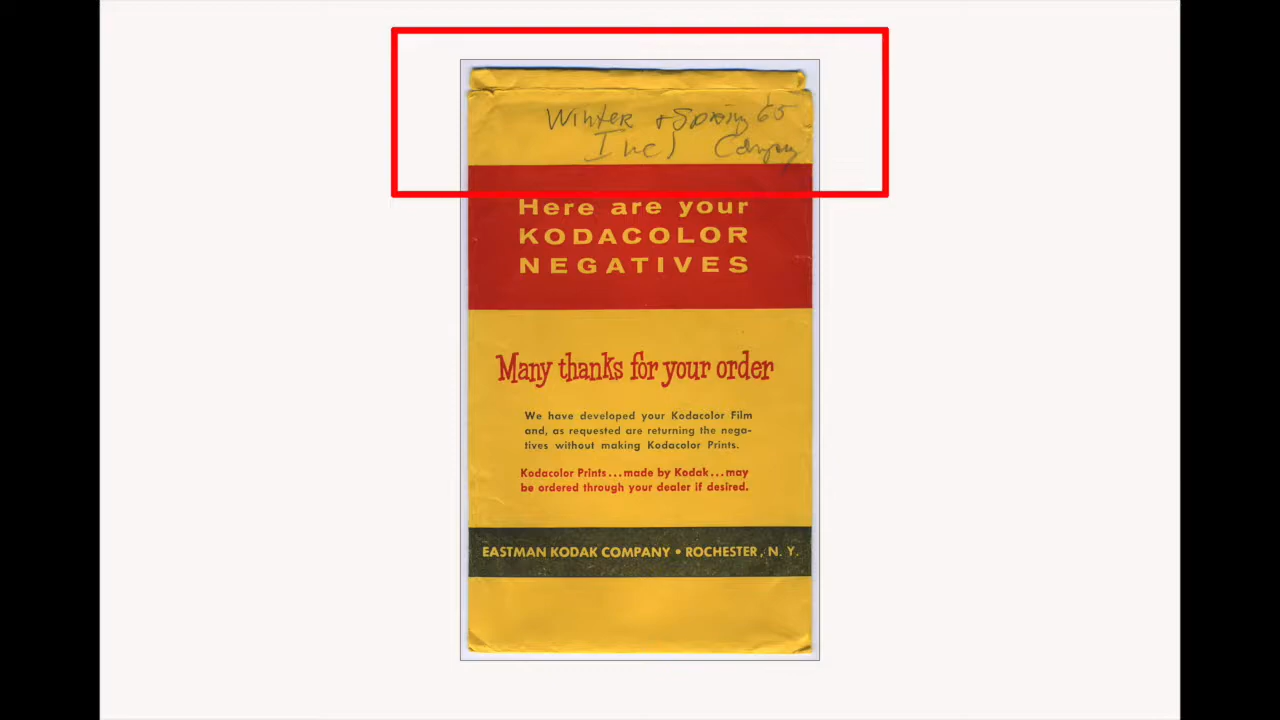 Winter + Spring 65
Incl Camping
Here are your
KODACOLOR
NEGATIVES
Many thanks for your order
We have developed your Kodacolor Film
and, as requested are returning the nega-
tives without making Kodacolor Prints.
Kodacolor Prints...made by Kodak...may
be ordered through your dealer if desired.
EASTMAN KODAK COMPANY • ROCHESTER, N. Y.